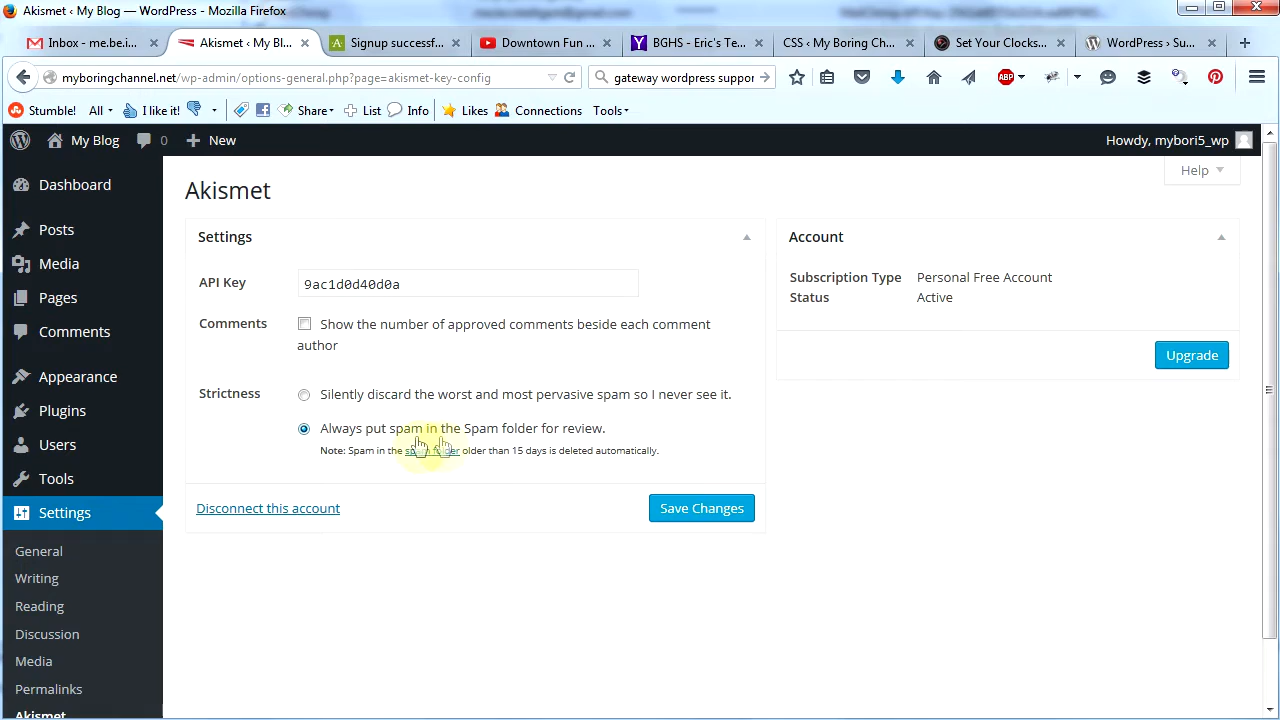 Akismet ‹ My Blog — WordPress - Mozilla Firefox
Inbox - me.be.i... ×
Akismet - My Bl... ×
Signup successf... ×
Downtown Fun ... ×
BGHS - Eric's Te... ×
CSS ‹ My Boring Ch... ×
Set Your Clocks... ×
WordPress › Su... ×
myboringchannel.net/wp-admin/options-general.php?page=akismet-key-config
gateway wordpress suppor
ABP
Stumble! All I like it! Share List Info Likes Connections Tools
My Blog 0 New
Howdy, mybori5_wp
Help
Dashboard
Posts
Media
Pages
Comments
Appearance
Plugins
Users
Tools
Settings
General
Writing
Reading
Discussion
Media
Permalinks
Akismet
Akismet
Settings
API Key 9ac1d0d40d0a
Comments Show the number of approved comments beside each comment
author
Strictness Silently discard the worst and most pervasive spam so I never see it.
Always put spam in the Spam folder for review.
Note: Spam in the spam folder older than 15 days is deleted automatically.
Disconnect this account
Save Changes
Account
Subscription Type Personal Free Account
Status Active
Upgrade